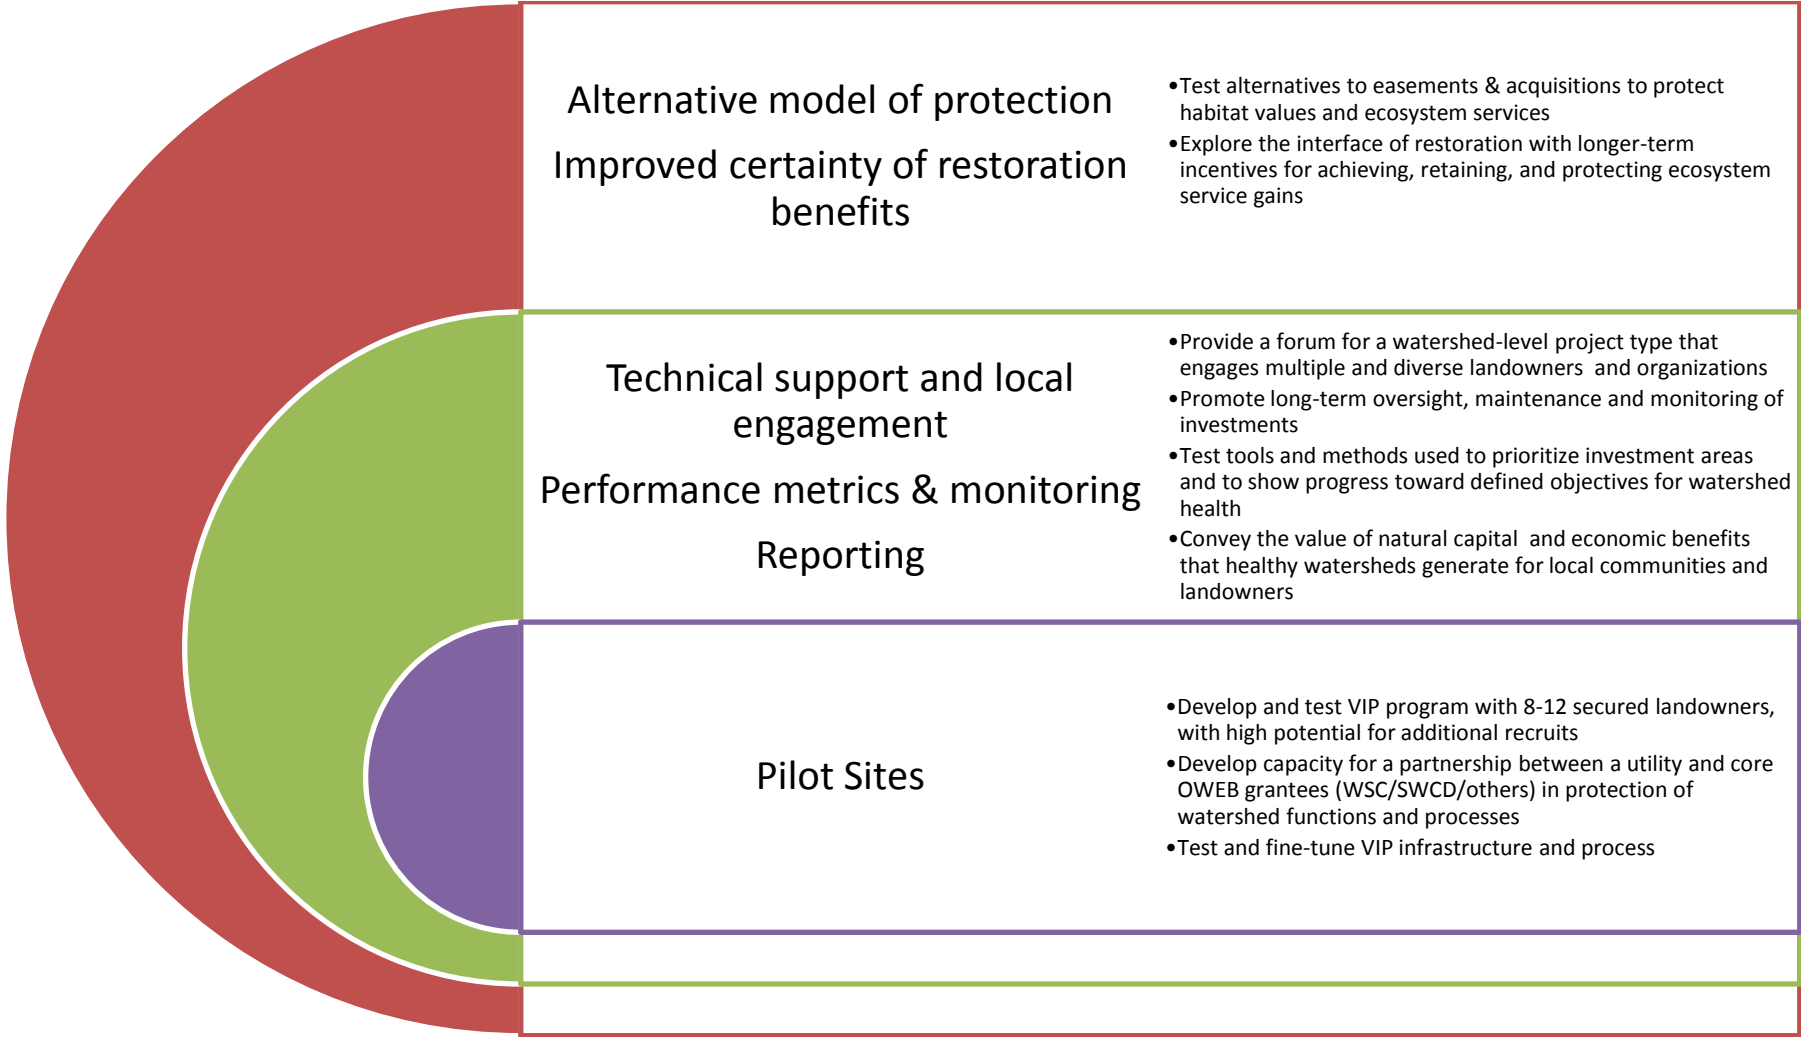 Alternative model of protection
Improved certainty of restoration
benefits
•Test alternatives to easements & acquisitions to protect
habitat values and ecosystem services
•Explore the interface of restoration with longer-term
incentives for achieving, retaining, and protecting ecosystem
service gains
Technical support and local
engagement
Performance metrics & monitoring
Reporting
•Provide a forum for a watershed-level project type that
engages multiple and diverse landowners and organizations
•Promote long-term oversight, maintenance and monitoring of
investments
•Test tools and methods used to prioritize investment areas
and to show progress toward defined objectives for watershed
health
•Convey the value of natural capital and economic benefits
that healthy watersheds generate for local communities and
landowners
Pilot Sites
•Develop and test VIP program with 8-12 secured landowners,
with high potential for additional recruits
•Develop capacity for a partnership between a utility and core
OWEB grantees (WSC/SWCD/others) in protection of
watershed functions and processes
•Test and fine-tune VIP infrastructure and process